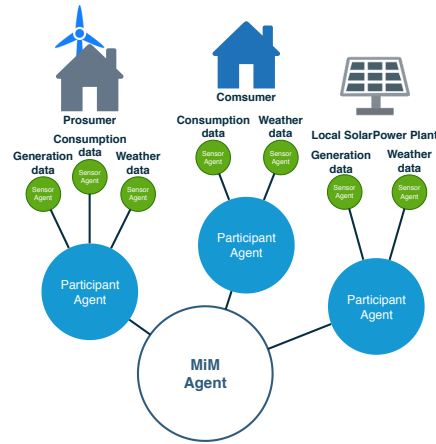 Prosumer
Comsumer
Local SolarPower Plant
Generation
data
Consumption
data
Weather
data
Consumption
data
Weather
data
Generation
data
Weather
data
Sensor
Agent
Sensor
Agent
Sensor
Agent
Sensor
Agent
Sensor
Agent
Sensor
Agent
Sensor
Agent
Participant
Agent
Participant
Agent
Participant
Agent
MiM
Agent